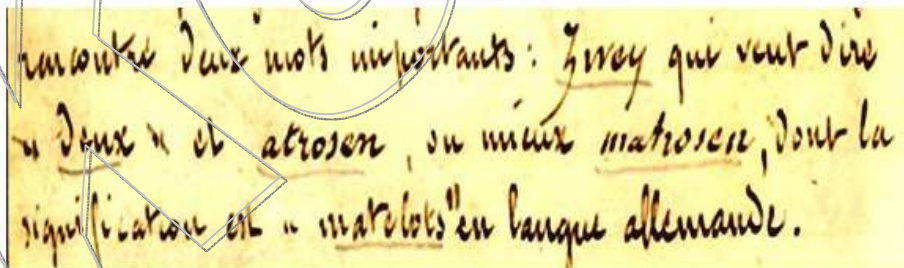 rencontré deux mots importants : Zwey qui veut dire
« deux » et atrosen, ou mieux matrosen, dont la
signification est « matelots" en langue allemande.